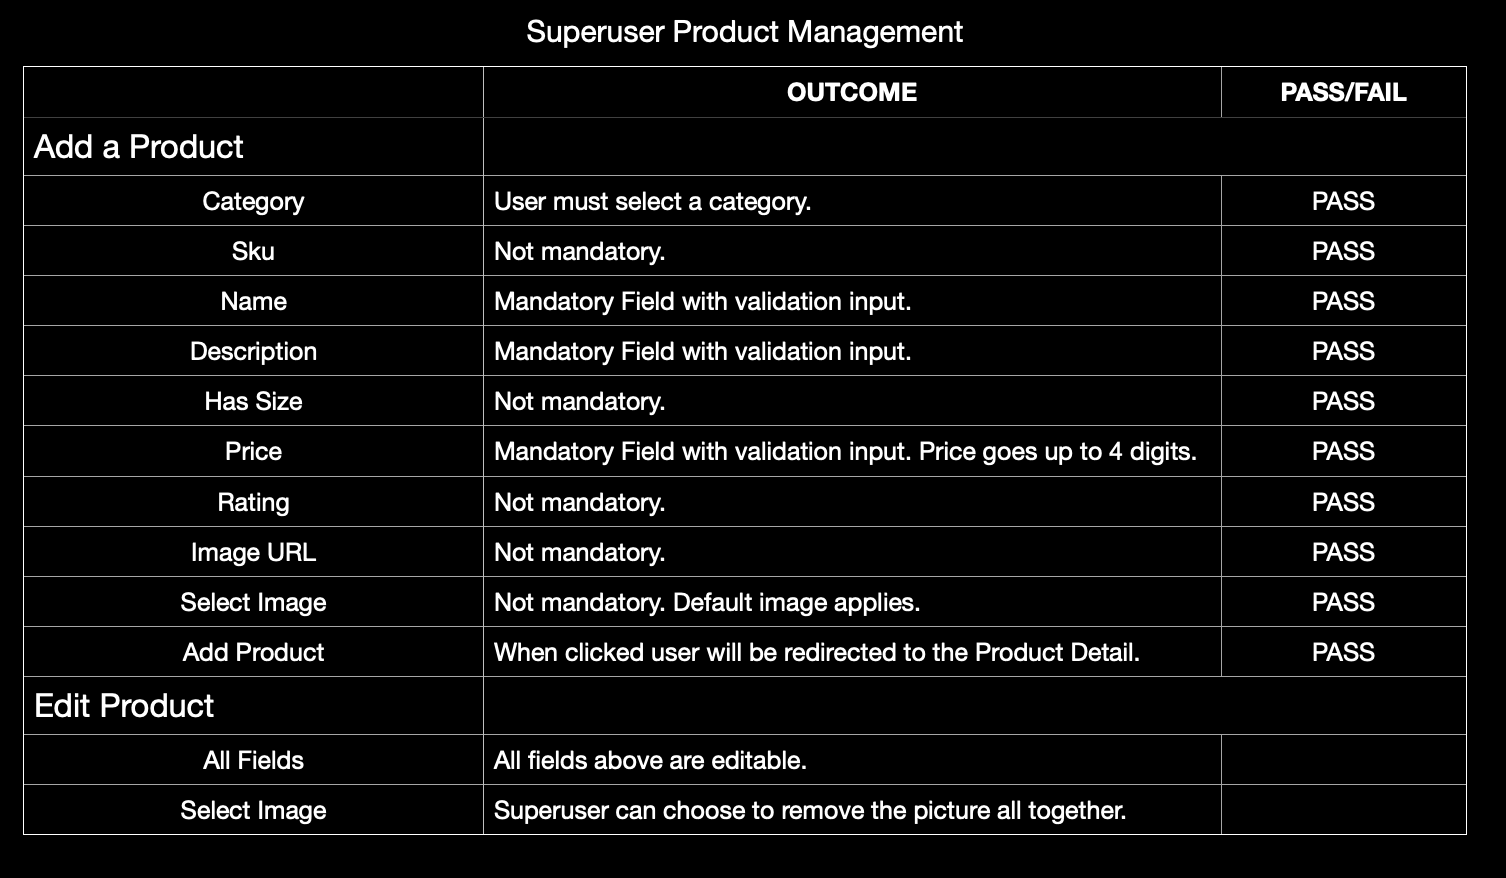 Superuser Product Management
OUTCOME PASS/FAIL
Add a Product
Category User must select a category. PASS
Sku Not mandatory. PASS
Name Mandatory Field with validation input. PASS
Description Mandatory Field with validation input. PASS
Has Size Not mandatory. PASS
Price Mandatory Field with validation input. Price goes up to 4 digits. PASS
Rating Not mandatory. PASS
Image URL Not mandatory. PASS
Select Image Not mandatory. Default image applies. PASS
Add Product When clicked user will be redirected to the Product Detail. PASS
Edit Product
All Fields All fields above are editable.
Select Image Superuser can choose to remove the picture all together.